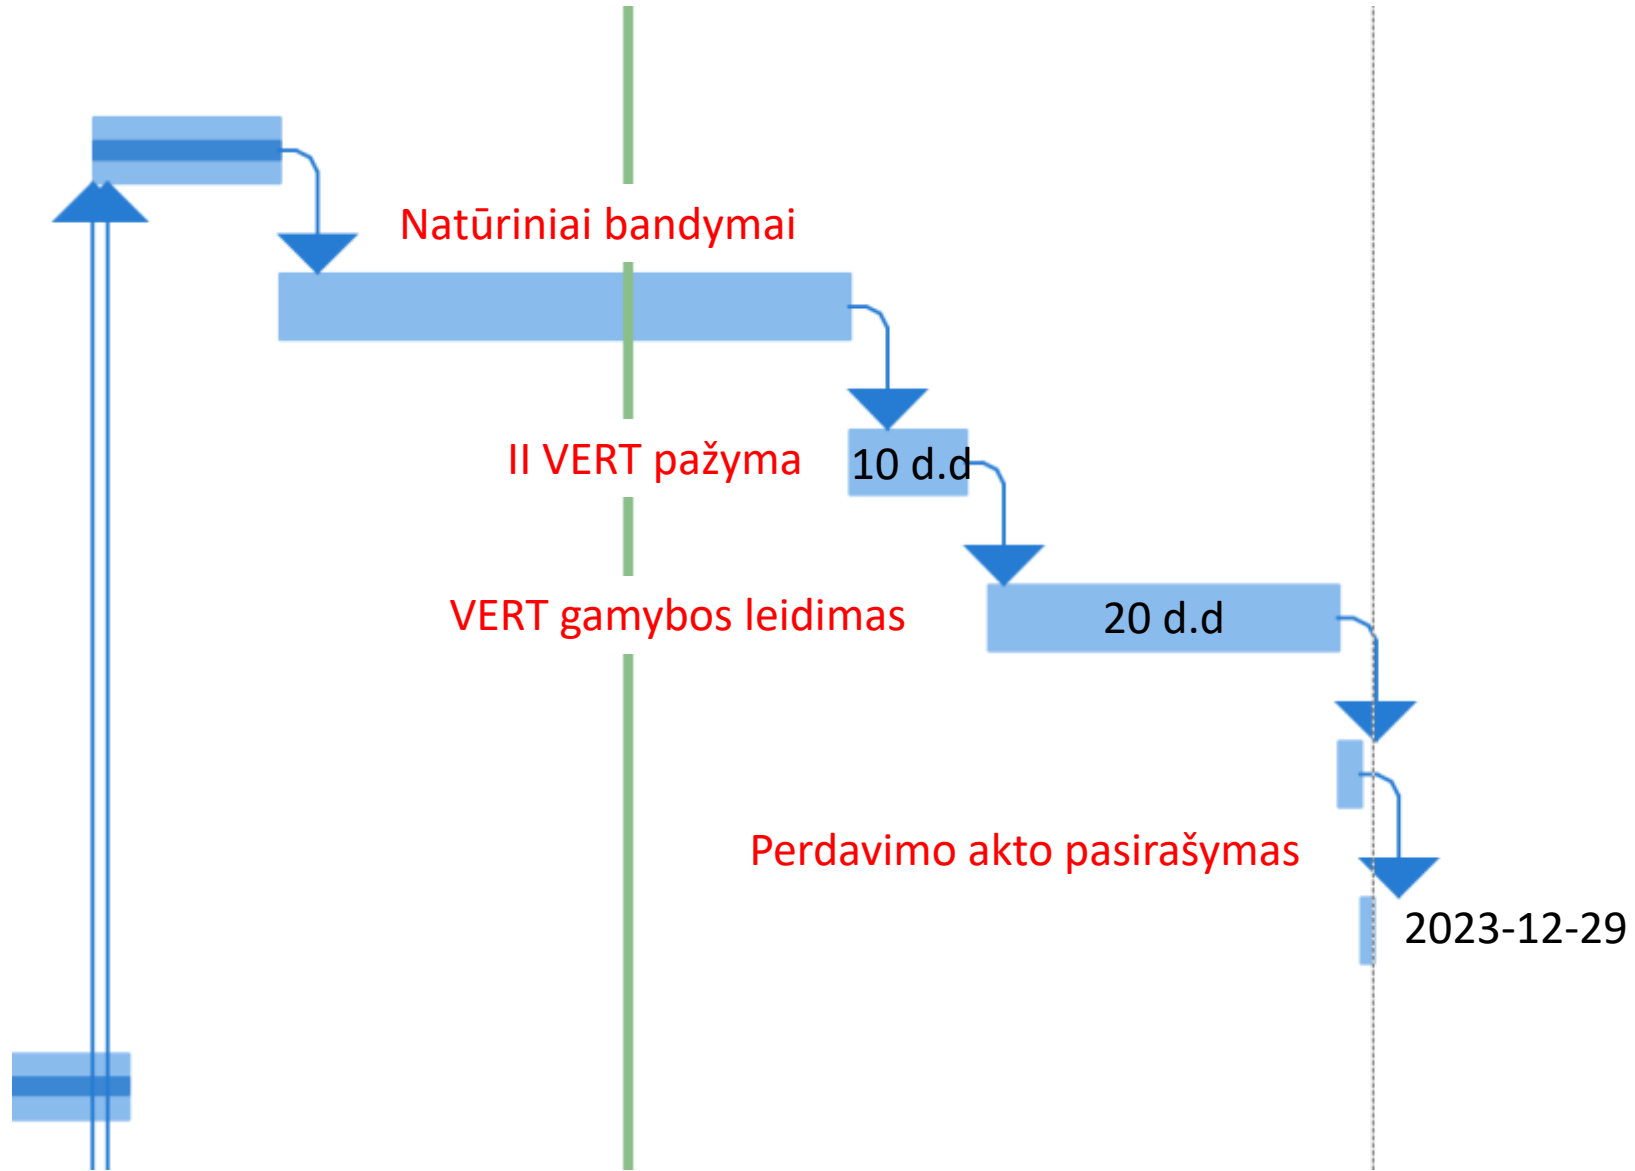 Natūriniai bandymai
II VERT pažyma
10 d.d
VERT gamybos leidimas
20 d.d
Perdavimo akto pasirašymas
2023-12-29